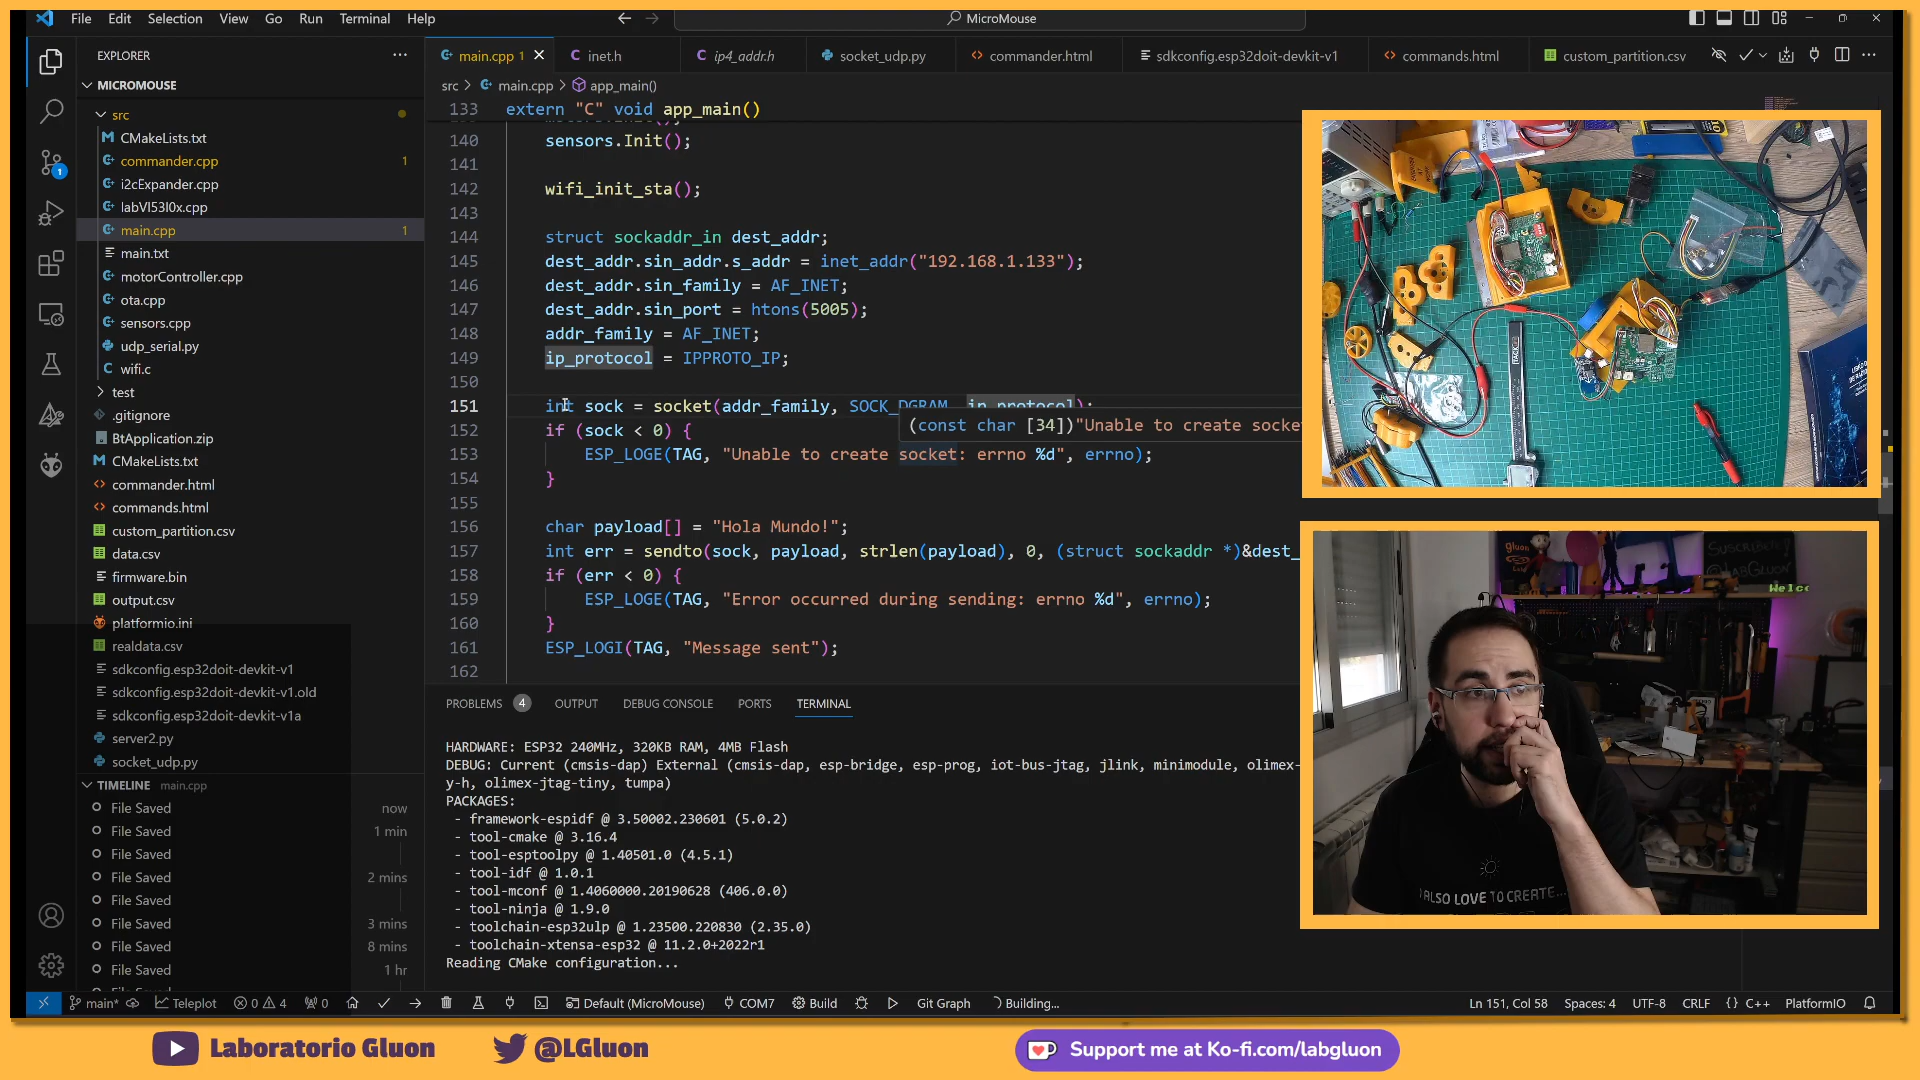 File Edit Selection View Go Run Terminal Help
MicroMouse
EXPLORER
MICROMOUSE
src
CMakeLists.txt
commander.cpp 1
i2cExpander.cpp
labVl53l0x.cpp
main.cpp 1
main.txt
motorController.cpp
ota.cpp
sensors.cpp
udp_serial.py
wifi.c
test
.gitignore
BtApplication.zip
CMakeLists.txt
commander.html
commands.html
custom_partition.csv
data.csv
firmware.bin
output.csv
platformio.ini
realdata.csv
sdkconfig.esp32doit-devkit-v1
sdkconfig.esp32doit-devkit-v1.old
sdkconfig.esp32doit-devkit-v1a
server2.py
socket_udp.py
TIMELINE main.cpp
File Saved now
File Saved 1 min
File Saved
File Saved 2 mins
File Saved
File Saved 3 mins
File Saved 8 mins
File Saved 1 hr
main.cpp 1 inet.h ip4_addr.h socket_udp.py commander.html sdkconfig.esp32doit-devkit-v1 commands.html custom_partition.csv
src > main.cpp > app_main()
133 extern "C" void app_main()
140 sensors.Init();
141
142 wifi_init_sta();
143
144 struct sockaddr_in dest_addr;
145 dest_addr.sin_addr.s_addr = inet_addr("192.168.1.133");
146 dest_addr.sin_family = AF_INET;
147 dest_addr.sin_port = htons(5005);
148 addr_family = AF_INET;
149 ip_protocol = IPPROTO_IP;
150
151 int sock = socket(addr_family, SOCK_DGRAM, ip_protocol);
(const char [34])"Unable to create socke
152 if (sock < 0) {
153 ESP_LOGE(TAG, "Unable to create socket: errno %d", errno);
154 }
155
156 char payload[] = "Hola Mundo!";
157 int err = sendto(sock, payload, strlen(payload), 0, (struct sockaddr *)&dest_
158 if (err < 0) {
159 ESP_LOGE(TAG, "Error occurred during sending: errno %d", errno);
160 }
161 ESP_LOGI(TAG, "Message sent");
162
PROBLEMS 4 OUTPUT DEBUG CONSOLE PORTS TERMINAL
HARDWARE: ESP32 240MHz, 320KB RAM, 4MB Flash
DEBUG: Current (cmsis-dap) External (cmsis-dap, esp-bridge, esp-prog, iot-bus-jtag, jlink, minimodule, olimex-
y-h, olimex-jtag-tiny, tumpa)
PACKAGES:
- framework-espidf @ 3.50002.230601 (5.0.2)
- tool-cmake @ 3.16.4
- tool-esptoolpy @ 1.40501.0 (4.5.1)
- tool-idf @ 1.0.1
- tool-mconf @ 1.4060000.20190628 (406.0.0)
- tool-ninja @ 1.9.0
- toolchain-esp32ulp @ 1.23500.220830 (2.35.0)
- toolchain-xtensa-esp32 @ 11.2.0+2022r1
Reading CMake configuration...
gluon
SUSCRÍBETE!
@LABGLUON
Welcc
I ALSO LOVE TO CREATE...
main* Teleplot 0 4 0 Default (MicroMouse) COM7 Build Git Graph Building... Ln 151, Col 58 Spaces: 4 UTF-8 CRLF {} C++ PlatformIO
Laboratorio Gluon @LGluon Support me at Ko-fi.com/labgluon